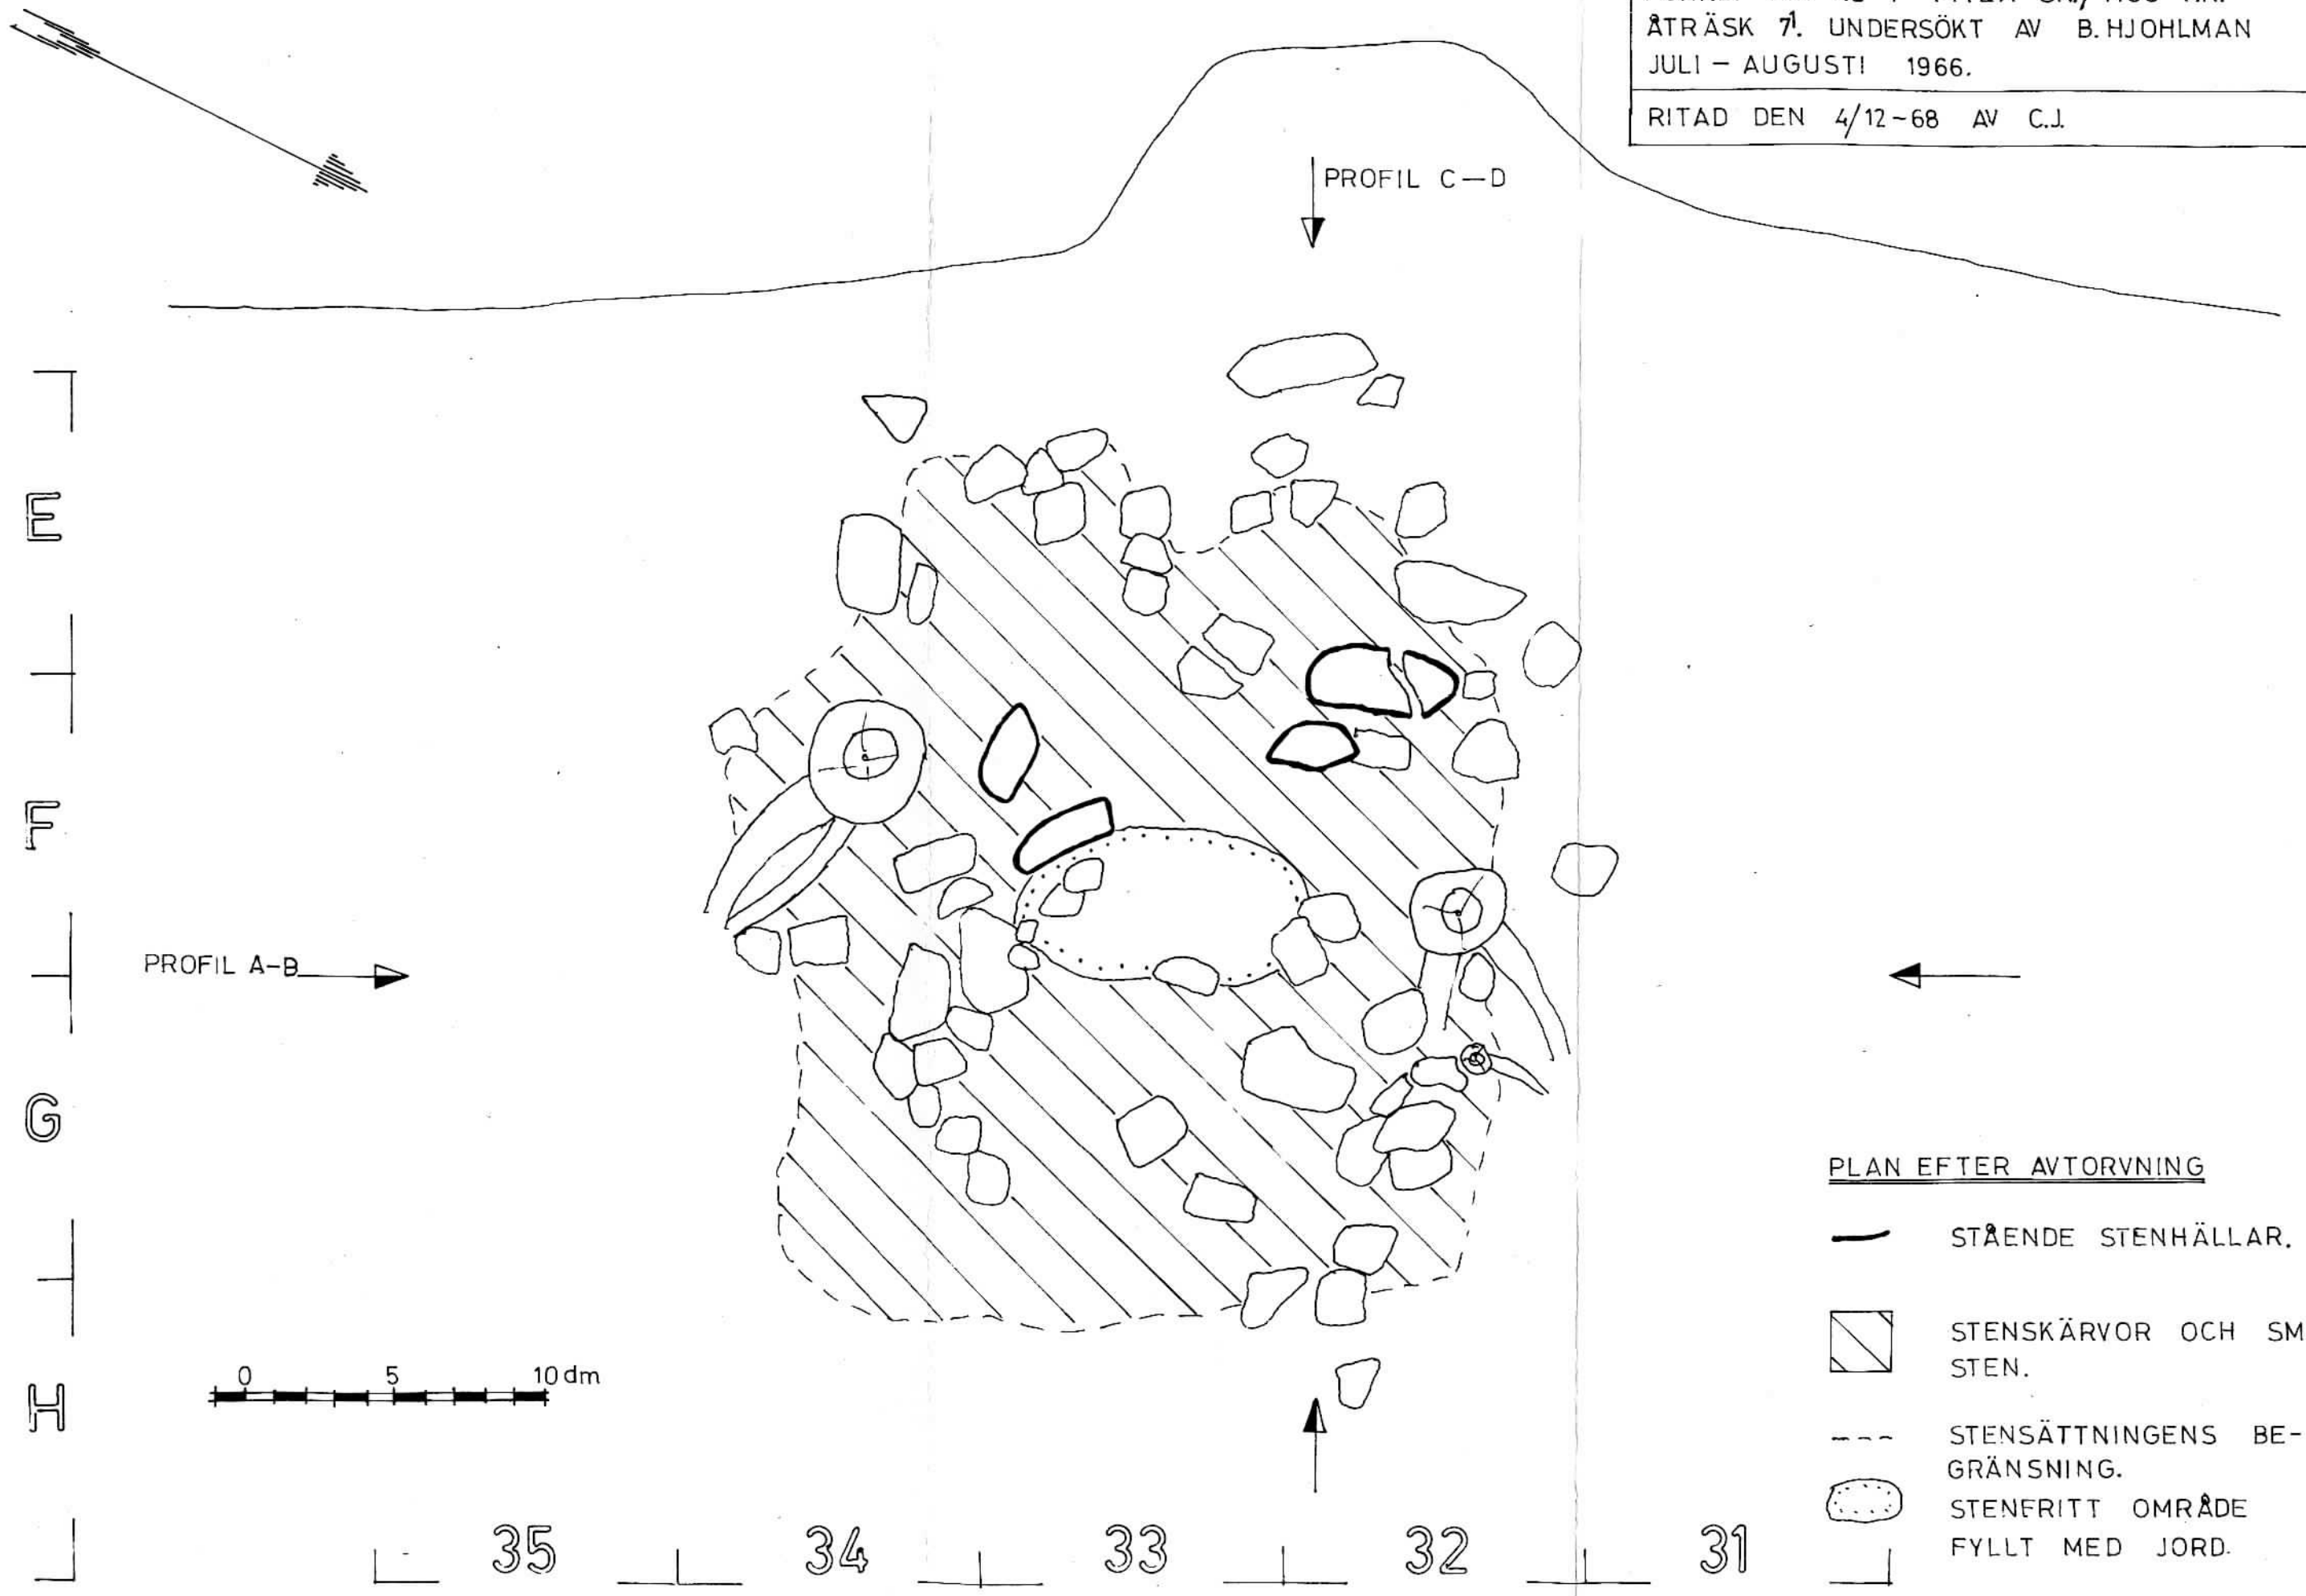 ÅTRÄSK 7¹. UNDERSÖKT AV B. HJOHLMAN
JULI – AUGUSTI 1966.
RITAD DEN 4/12-68 AV C.J.
PROFIL C—D
E
F
PROFIL A-B
G
H
0 5 10 dm
35 34 33 32 31
PLAN EFTER AVTORVNING
STÅENDE STENHÄLLAR.
STENSKÄRVOR OCH SM
STEN.
STENSÄTTNINGENS BE-
GRÄNSNING.
STENFRITT OMRÅDE
FYLLT MED JORD.